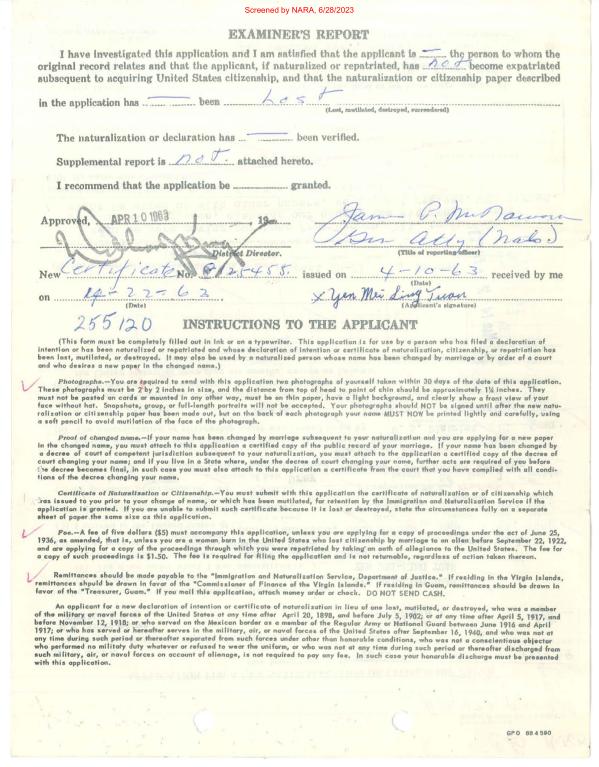 Screened by NARA, 6/28/2023
EXAMINER'S REPORT
I have investigated this application and I am satisfied that the applicant is — the person to whom the
original record relates and that the applicant, if naturalized or repatriated, has not become expatriated
subsequent to acquiring United States citizenship, and that the naturalization or citizenship paper described
in the application has — been Lost
(Lost, mutilated, destroyed, surrendered)
The naturalization or declaration has — been verified.
Supplemental report is not. attached hereto.
I recommend that the application be granted.
Approved, APR 10 1963, 19
James P.
District Director. Gen Atty (Natz.)
(Title of reporting officer)
New Certificate No. 8125455 issued on 4-10-63 received by me
(Date)
on 4-22-63 x Yen Mei Sing Yuan
(Date) (Applicant's signature)
255120
INSTRUCTIONS TO THE APPLICANT
(This form must be completely filled out in ink or on a typewriter. This application is for use by a person who has filed a declaration of
intention or has been naturalized or repatriated and whose declaration of intention or certificate of naturalization, citizenship, or repatriation has
been lost, mutilated, or destroyed. It may also be used by a naturalized person whose name has been changed by marriage or by order of a court
and who desires a new paper in the changed name.)
Photographs.—You are required to send with this application two photographs of yourself taken within 30 days of the date of this application.
These photographs must be 2 by 2 inches in size, and the distance from top of head to point of chin should be approximately 1¼ inches. They
must not be pasted on cards or mounted in any other way, must be on thin paper, have a light background, and clearly show a front view of your
face without hat. Snapshots, group, or full-length portraits will not be accepted. Your photographs should NOT be signed until after the new natu-
ralization or citizenship paper has been made out, but on the back of each photograph your name MUST NOW be printed lightly and carefully, using
a soft pencil to avoid mutilation of the face of the photograph.
Proof of changed name.—If your name has been changed by marriage subsequent to your naturalization and you are applying for a new paper
in the changed name, you must attach to this application a certified copy of the public record of your marriage. If your name has been changed by
a decree of court of competent jurisdiction subsequent to your naturalization, you must attach to the application a certified copy of the decree of
court changing your name; and if you live in a State where, under the decree of court changing your name, further acts are required of you before
the decree becomes final, in such case you must also attach to this application a certificate from the court that you have complied with all condi-
tions of the decree changing your name.
Certificate of Naturalization or Citizenship.—You must submit with this application the certificate of naturalization or of citizenship which
was issued to you prior to your change of name, or which has been mutilated, for retention by the Immigration and Naturalization Service if the
application is granted. If you are unable to submit such certificate because it is lost or destroyed, state the circumstances fully on a separate
sheet of paper the same size as this application.
Fee.—A fee of five dollars ($5) must accompany this application, unless you are applying for a copy of proceedings under the act of June 25,
1936, as amended, that is, unless you are a woman born in the United States who lost citizenship by marriage to an alien before September 22, 1922,
and are applying for a copy of the proceedings through which you were repatriated by taking an oath of allegiance to the United States. The fee for
a copy of such proceedings is $1.50. The fee is required for filing the application and is not returnable, regardless of action taken thereon.
Remittances should be made payable to the "Immigration and Naturalization Service, Department of Justice." If residing in the Virgin Islands,
remittances should be drawn in favor of the "Commissioner of Finance of the Virgin Islands." If residing in Guam, remittances should be drawn in
favor of the "Treasurer, Guam." If you mail this application, attach money order or check. DO NOT SEND CASH.
An applicant for a new declaration of intention or certificate of naturalization in lieu of one lost, mutilated, or destroyed, who was a member
of the military or naval forces of the United States at any time after April 20, 1898, and before July 5, 1902; or at any time after April 5, 1917, and
before November 12, 1918; or who served on the Mexican border as a member of the Regular Army or National Guard between June 1916 and April
1917; or who has served or hereafter serves in the military, air, or naval forces of the United States after September 16, 1940, and who was not at
any time during such period or thereafter separated from such forces under other than honorable conditions, who was not a conscientious objector
who performed no military duty whatever or refused to wear the uniform, or who was not at any time during such period or thereafter discharged from
such military, air, or naval forces on account of alienage, is not required to pay any fee. In such case your honorable discharge must be presented
with this application.
GPO 884590